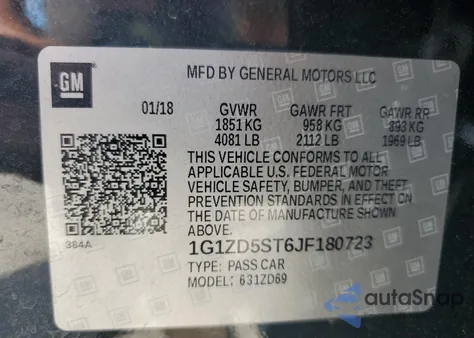 GM
MFD BY GENERAL MOTORS LLC
01/18 GVWR GAWR FRT GAWR RR
1851 KG 958 KG 893 KG
4081 LB 2112 LB 1969 LB
THIS VEHICLE CONFORMS TO ALL
APPLICABLE U.S. FEDERAL MOTOR
VEHICLE SAFETY, BUMPER, AND THEFT
PREVENTION STANDARDS IN EFFECT ON
THE DATE OF MANUFACTURE SHOWN
ABOVE.
384A
1G1ZD5ST6JF180723
TYPE: PASS CAR
MODEL: 631ZD69
autoSnap